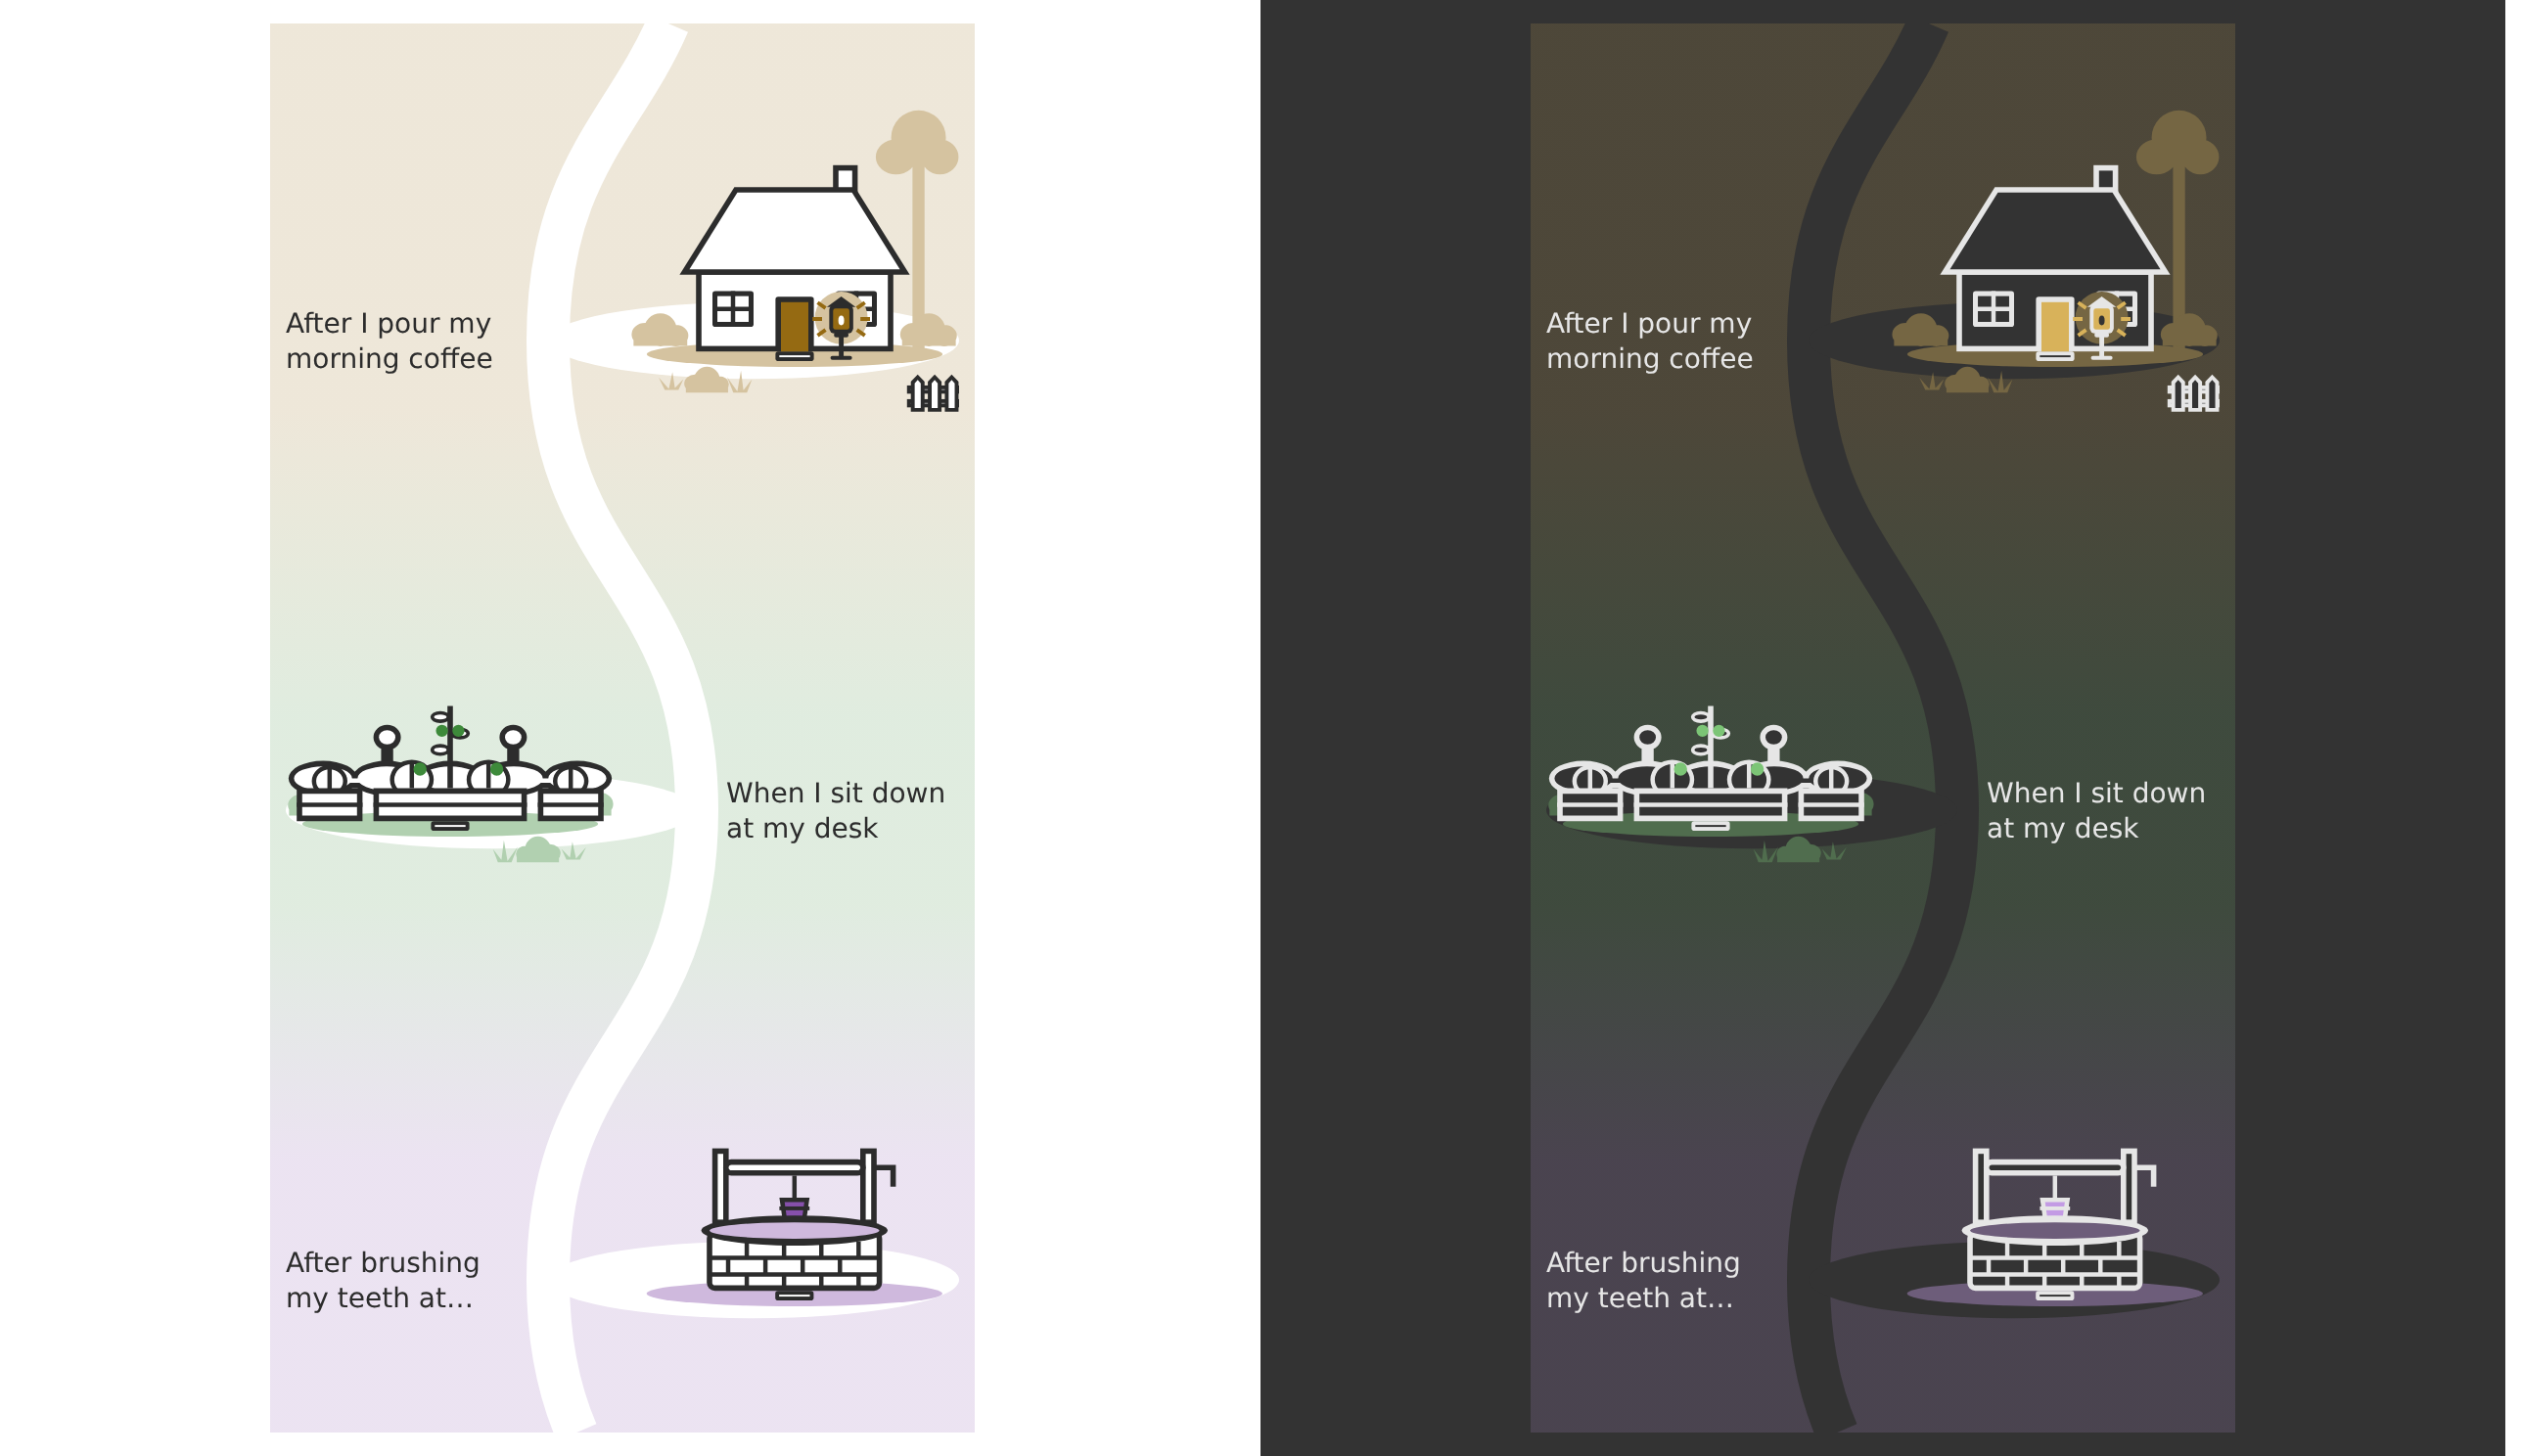 After I pour my
morning coffee
When I sit down
at my desk
After brushing
my teeth at…
After I pour my
morning coffee
When I sit down
at my desk
After brushing
my teeth at…